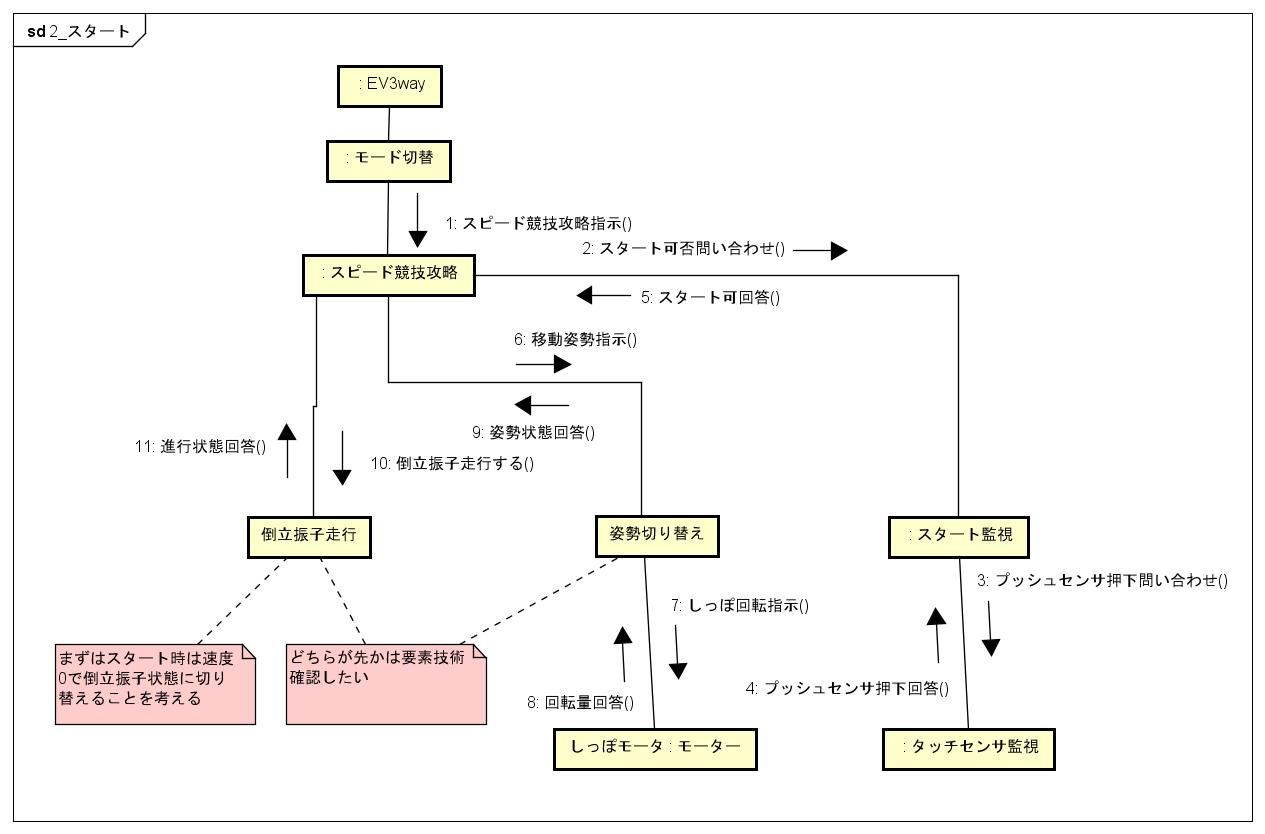 sd 2_スタート
: EV3way
: モード切替
1: スピード競技攻略指示()
2: スタート可否問い合わせ()
: スピード競技攻略
5: スタート可回答()
6: 移動姿勢指示()
9: 姿勢状態回答()
11: 進行状態回答()
10: 倒立振子走行する()
倒立振子走行
姿勢切り替え
: スタート監視
3: プッシュセンサ押下問い合わせ()
7: しっぽ回転指示()
まずはスタート時は速度
0で倒立振子状態に切り
替えることを考える
どちらが先かは要素技術
確認したい
4: プッシュセンサ押下回答()
8: 回転量回答()
しっぽモータ : モーター
: タッチセンサ監視